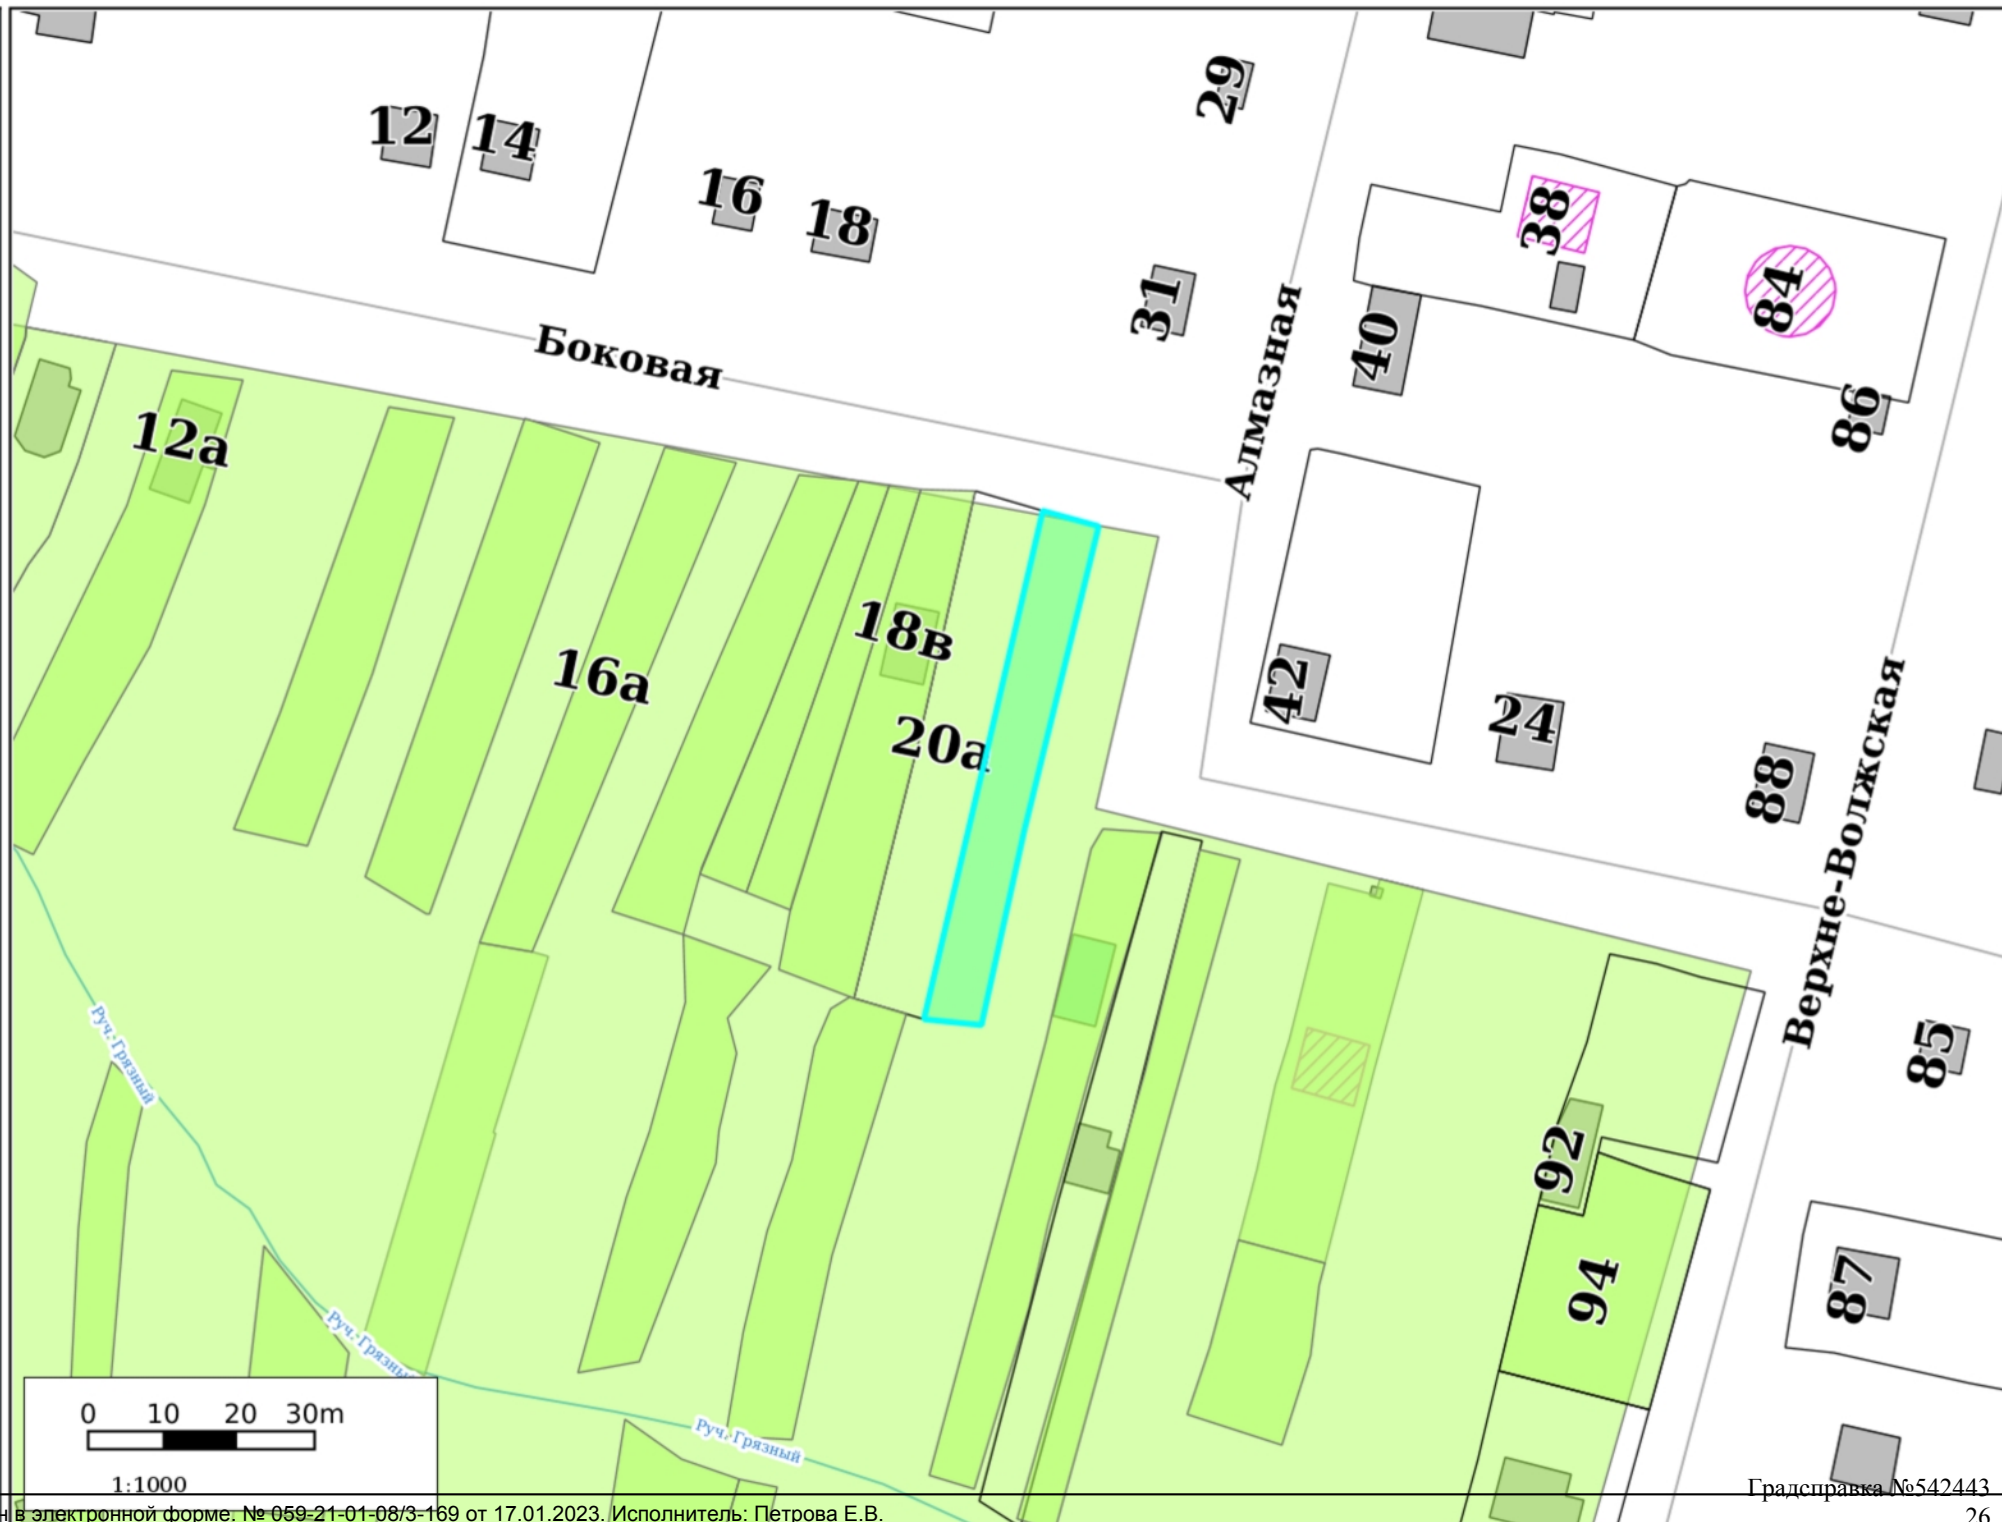 29
12
14
16
18
38
31
84
Боковая
Алмазная
40
86
12а
18в
16а
42
24
20а
88
Верхне-Волжская
Руч. Грязный
85
92
94
87
Руч. Грязный
Руч. Грязный
0 10 20 30m
1:1000
Градсправка №542443
н в электронной форме. № 059-21-01-08/3-169 от 17.01.2023. Исполнитель: Петрова Е.В.
26